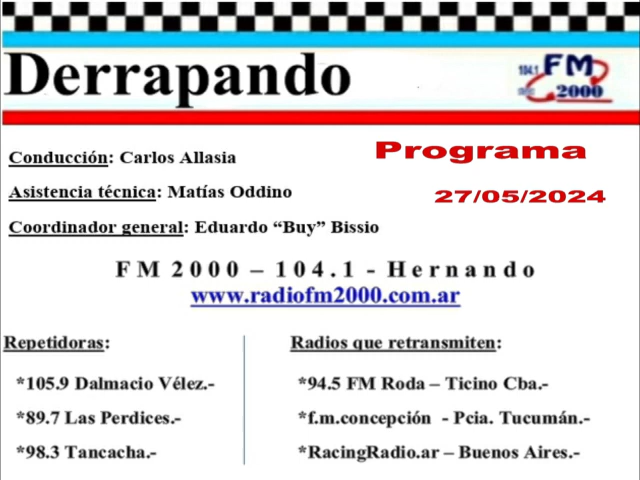 Derrapando
104.1 FM
2000
Programa
Conducción: Carlos Allasia
Asistencia técnica: Matías Oddino
27/05/2024
Coordinador general: Eduardo “Buy” Bissio
FM 2000 – 104.1 - Hernando
www.radiofm2000.com.ar
Repetidoras:
*105.9 Dalmacio Vélez.-
*89.7 Las Perdices.-
*98.3 Tancacha.-
Radios que retransmiten:
*94.5 FM Roda – Ticino Cba.-
*f.m.concepción - Pcia. Tucumán.-
*RacingRadio.ar – Buenos Aires.-